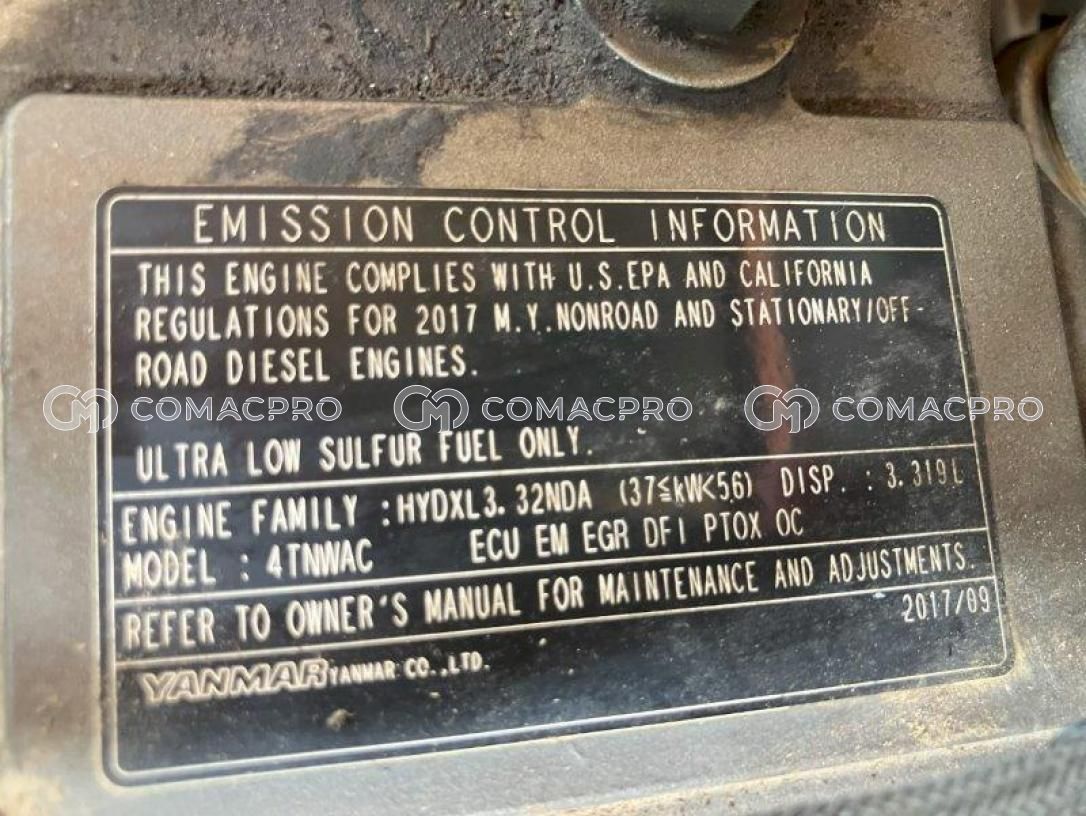 EMISSION CONTROL INFORMATION
THIS ENGINE COMPLIES WITH U.S.EPA AND CALIFORNIA
REGULATIONS FOR 2017 M.Y.NONROAD AND STATIONARY/OFF-
ROAD DIESEL ENGINES.
COMACPRO COMACPRO COMACPRO
ULTRA LOW SULFUR FUEL ONLY.
ENGINE FAMILY :HYDXL3.32NDA (37≦kW<56) DISP. : 3.319L
MODEL : 4TNWAC ECU EM EGR DFI PTOX OC
REFER TO OWNER'S MANUAL FOR MAINTENANCE AND ADJUSTMENTS.
YANMAR YANMAR CO.,LTD. 2017/09